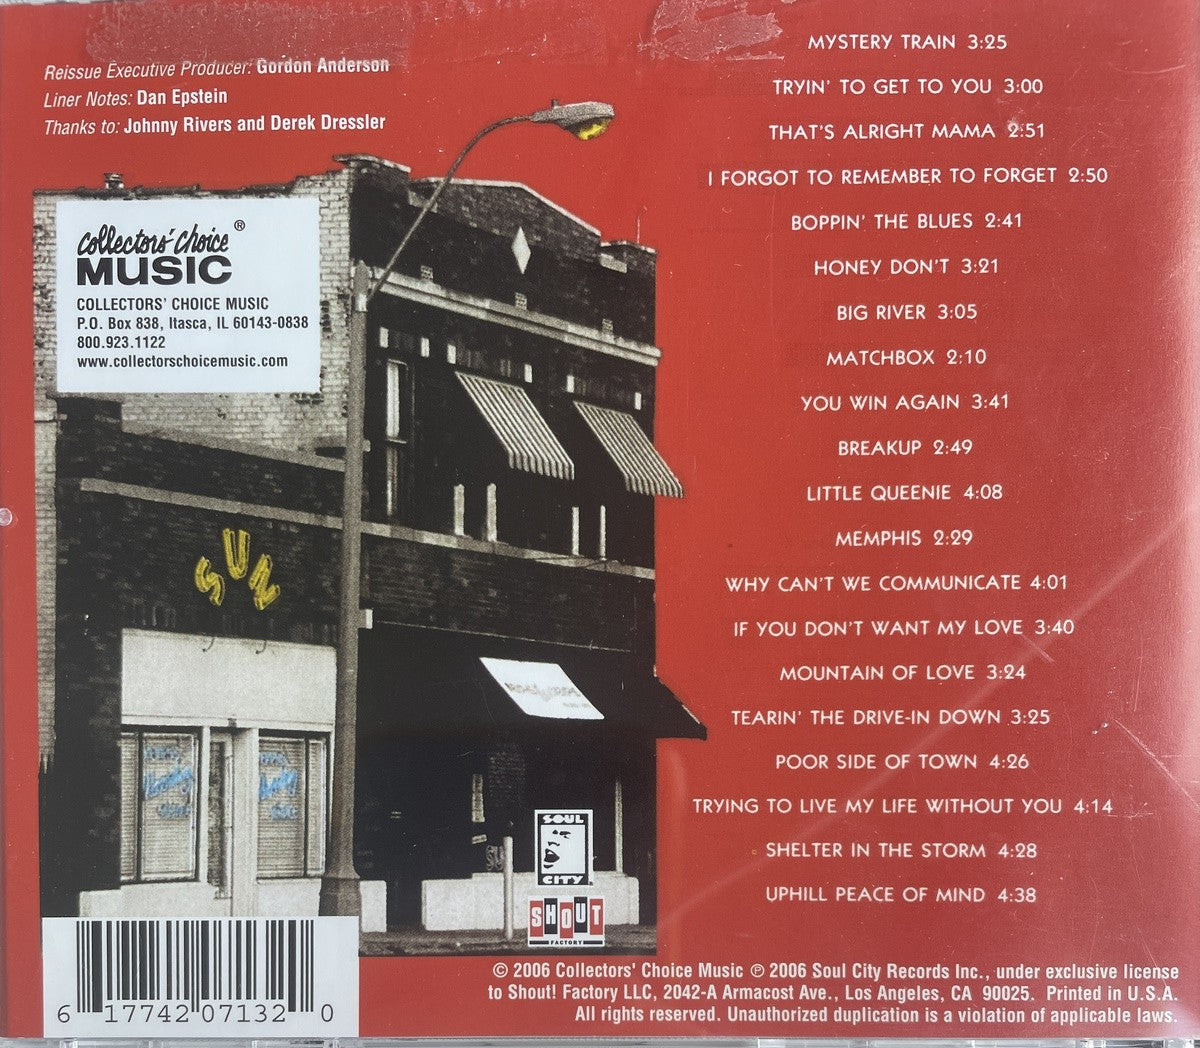 Reissue Executive Producer: Gordon Anderson
Liner Notes: Dan Epstein
Thanks to: Johnny Rivers and Derek Dressler
collectors' choice ®
MUSIC
COLLECTORS' CHOICE MUSIC
P.O. Box 838, Itasca, IL 60143-0838
800.923.1122
www.collectorschoicemusic.com
SUN
MYSTERY TRAIN 3:25
TRYIN' TO GET TO YOU 3:00
THAT'S ALRIGHT MAMA 2:51
I FORGOT TO REMEMBER TO FORGET 2:50
BOPPIN' THE BLUES 2:41
HONEY DON'T 3:21
BIG RIVER 3:05
MATCHBOX 2:10
YOU WIN AGAIN 3:41
BREAKUP 2:49
LITTLE QUEENIE 4:08
MEMPHIS 2:29
WHY CAN'T WE COMMUNICATE 4:01
IF YOU DON'T WANT MY LOVE 3:40
MOUNTAIN OF LOVE 3:24
TEARIN' THE DRIVE-IN DOWN 3:25
POOR SIDE OF TOWN 4:26
TRYING TO LIVE MY LIFE WITHOUT YOU 4:14
SHELTER IN THE STORM 4:28
UPHILL PEACE OF MIND 4:38
SOUL
CITY
SHOUT
FACTORY
© 2006 Collectors' Choice Music ℗ 2006 Soul City Records Inc., under exclusive license
to Shout! Factory LLC, 2042-A Armacost Ave., Los Angeles, CA 90025. Printed in U.S.A.
All rights reserved. Unauthorized duplication is a violation of applicable laws.
6 17742 07132 0